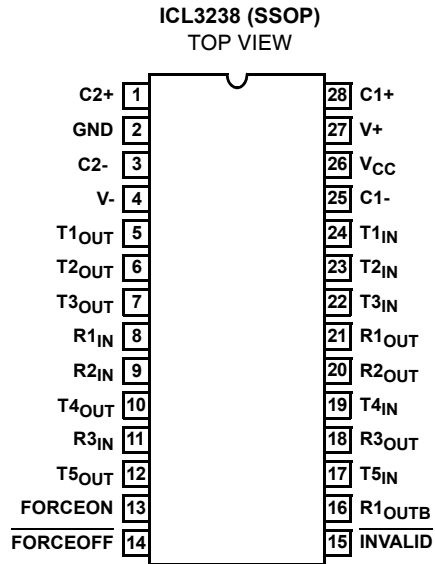 ICL3238 (SSOP)
TOP VIEW
C2+ 1 28 C1+
GND 2 27 V+
C2- 3 26 VCC
V- 4 25 C1-
T1OUT 5 24 T1IN
T2OUT 6 23 T2IN
T3OUT 7 22 T3IN
R1IN 8 21 R1OUT
R2IN 9 20 R2OUT
T4OUT 10 19 T4IN
R3IN 11 18 R3OUT
T5OUT 12 17 T5IN
FORCEON 13 16 R1OUTB
FORCEOFF 14 15 INVALID